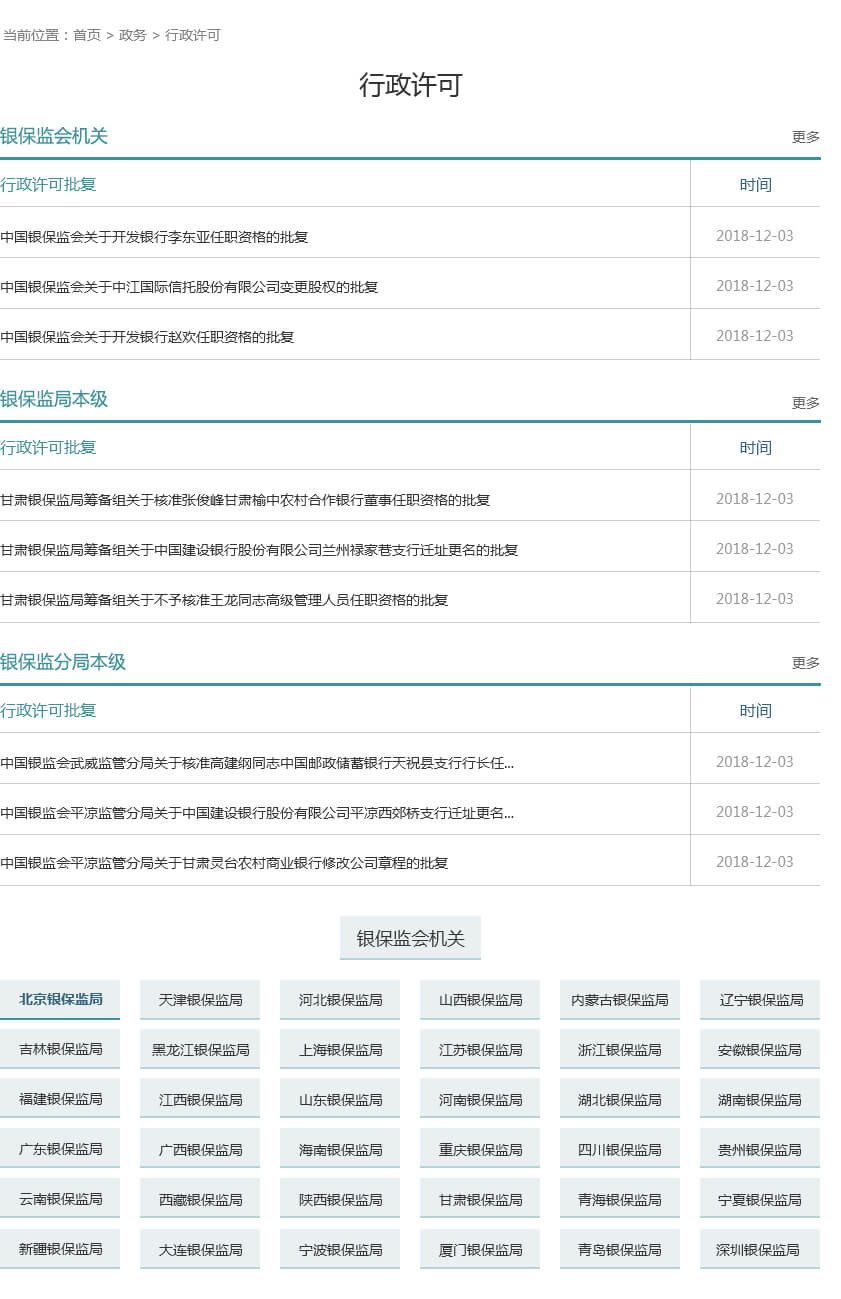 当前位置：首页 > 政务 > 行政许可
行政许可
银保监会机关 更多
行政许可批复 时间
中国银保监会关于开发银行李东亚任职资格的批复 2018-12-03
中国银保监会关于中江国际信托股份有限公司变更股权的批复 2018-12-03
中国银保监会关于开发银行赵欢任职资格的批复 2018-12-03
银保监局本级 更多
行政许可批复 时间
甘肃银保监局筹备组关于核准张俊峰甘肃榆中农村合作银行董事任职资格的批复 2018-12-03
甘肃银保监局筹备组关于中国建设银行股份有限公司兰州禄家巷支行迁址更名的批复 2018-12-03
甘肃银保监局筹备组关于不予核准王龙同志高级管理人员任职资格的批复 2018-12-03
银保监分局本级 更多
行政许可批复 时间
中国银监会武威监管分局关于核准高建纲同志中国邮政储蓄银行天祝县支行行长任... 2018-12-03
中国银监会平凉监管分局关于中国建设银行股份有限公司平凉西郊桥支行迁址更名... 2018-12-03
中国银监会平凉监管分局关于甘肃灵台农村商业银行修改公司章程的批复 2018-12-03
银保监会机关
北京银保监局 天津银保监局 河北银保监局 山西银保监局 内蒙古银保监局 辽宁银保监局
吉林银保监局 黑龙江银保监局 上海银保监局 江苏银保监局 浙江银保监局 安徽银保监局
福建银保监局 江西银保监局 山东银保监局 河南银保监局 湖北银保监局 湖南银保监局
广东银保监局 广西银保监局 海南银保监局 重庆银保监局 四川银保监局 贵州银保监局
云南银保监局 西藏银保监局 陕西银保监局 甘肃银保监局 青海银保监局 宁夏银保监局
新疆银保监局 大连银保监局 宁波银保监局 厦门银保监局 青岛银保监局 深圳银保监局